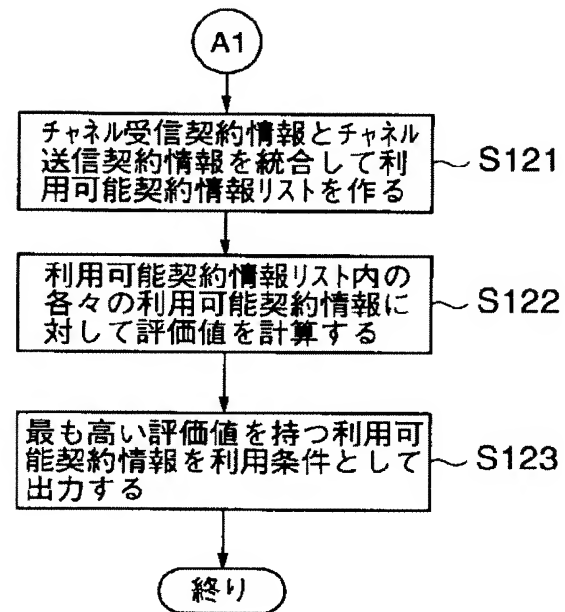 A1
チャネル受信契約情報とチャネル
送信契約情報を統合して利
用可能契約情報リストを作る
S121
利用可能契約情報リスト内の
各々の利用可能契約情報に
対して評価値を計算する
S122
最も高い評価値を持つ利用可
能契約情報を利用条件として
出力する
S123
終り